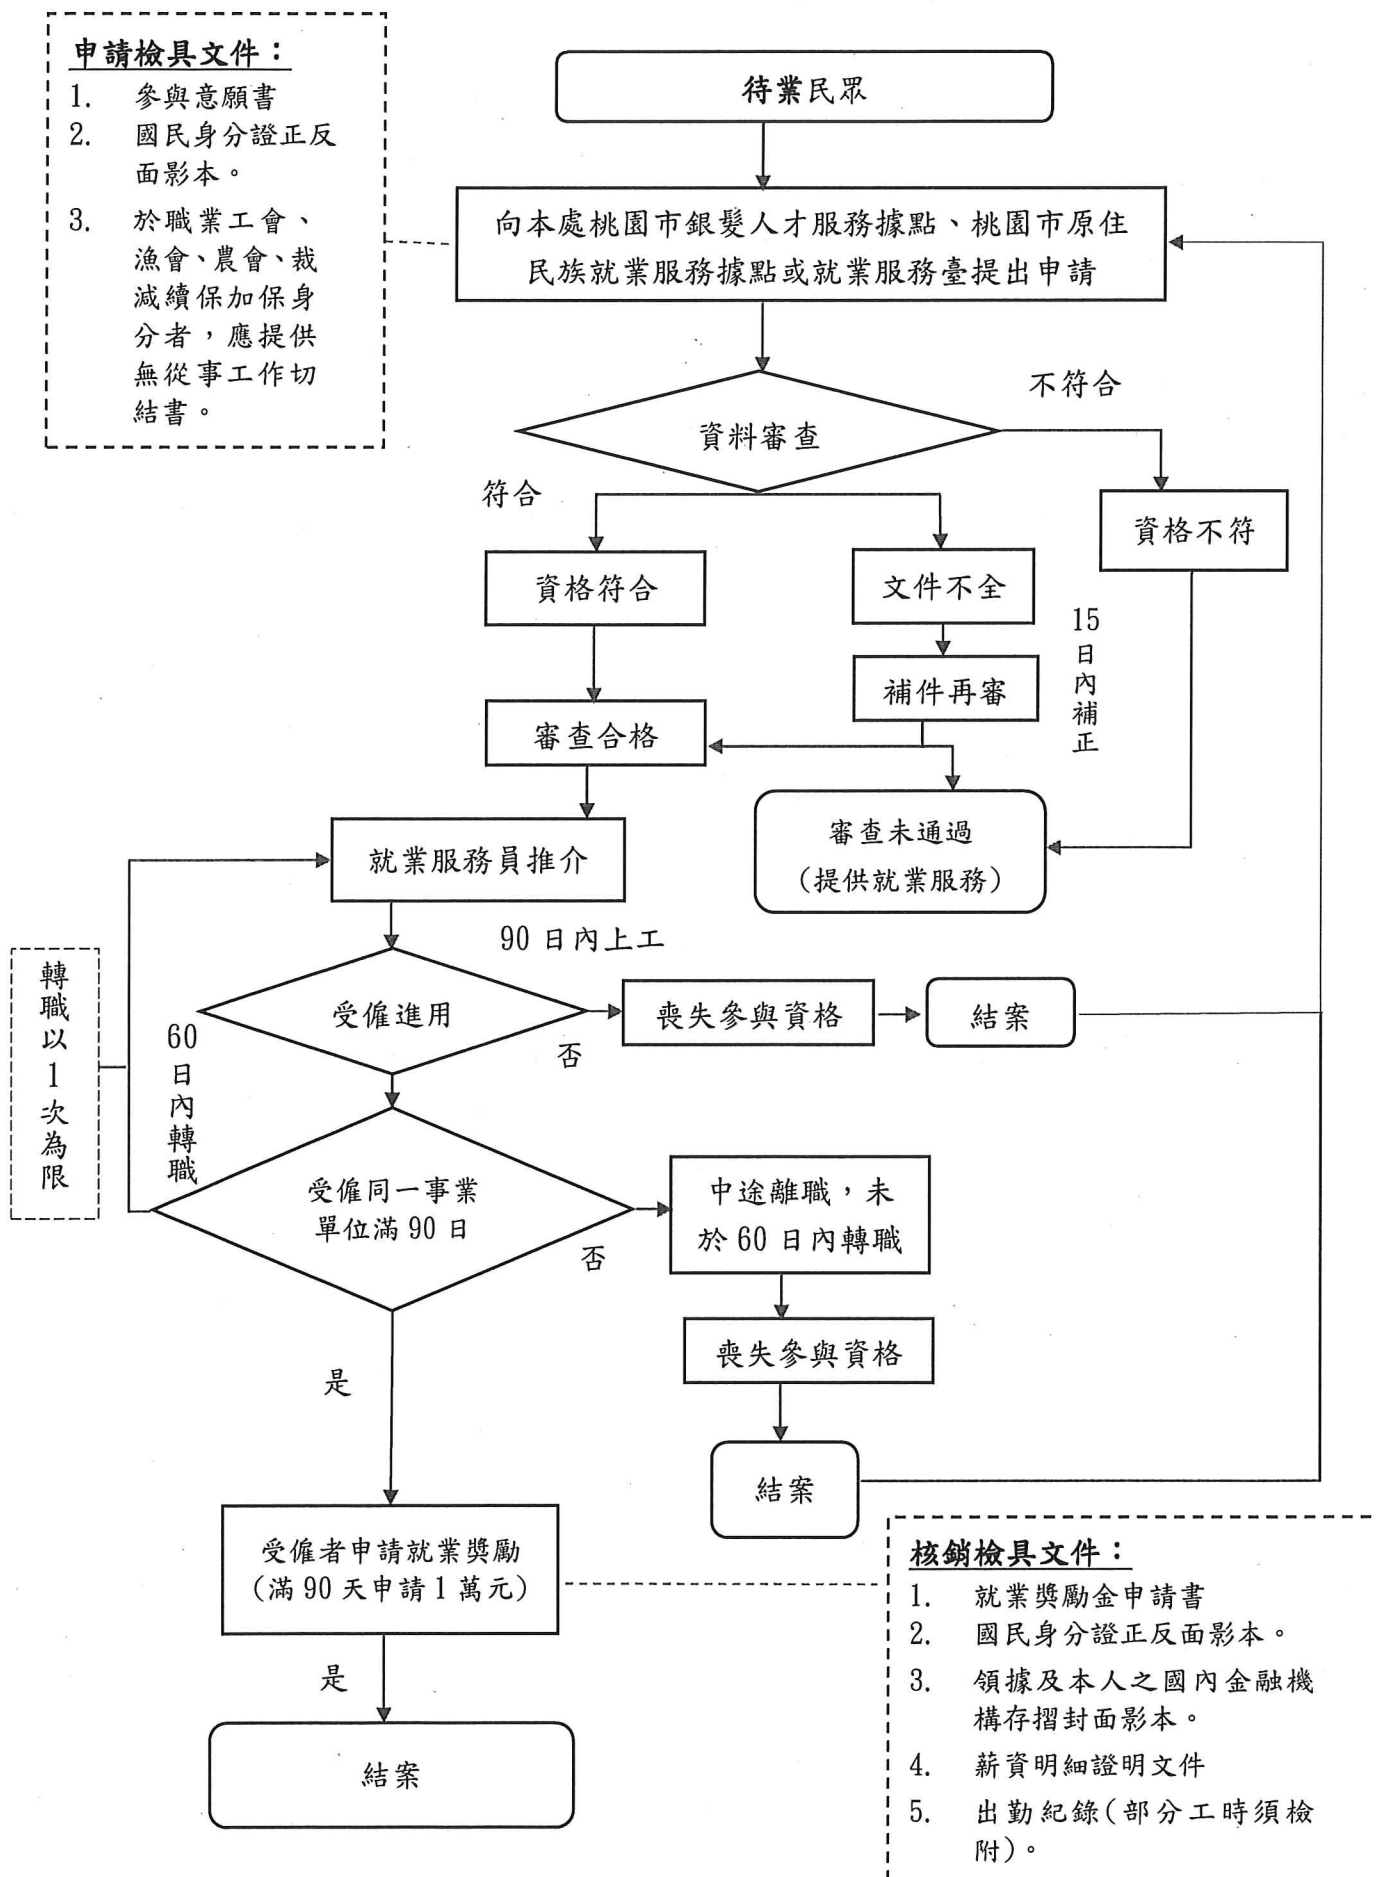 申請檢具文件：
1. 參與意願書
2. 國民身分證正反
面影本。
3. 於職業工會、
漁會、農會、裁
減續保加保身
分者，應提供
無從事工作切
結書。
待業民眾
向本處桃園市銀髮人才服務據點、桃園市原住
民族就業服務據點或就業服務臺提出申請
資料審查
不符合
符合
資格不符
資格符合
文件不全
15日內補正
補件再審
審查合格
審查未通過
(提供就業服務)
就業服務員推介
90日內上工
受僱進用
否
喪失參與資格
結案
轉職以1次為限
60日內轉職
受僱同一事業
單位滿90日
否
中途離職，未
於60日內轉職
喪失參與資格
結案
是
受僱者申請就業獎勵
(滿90天申請1萬元)
是
結案
核銷檢具文件：
1. 就業獎勵金申請書
2. 國民身分證正反面影本。
3. 領據及本人之國內金融機
構存摺封面影本。
4. 薪資明細證明文件
5. 出勤紀錄(部分工時須檢
附)。